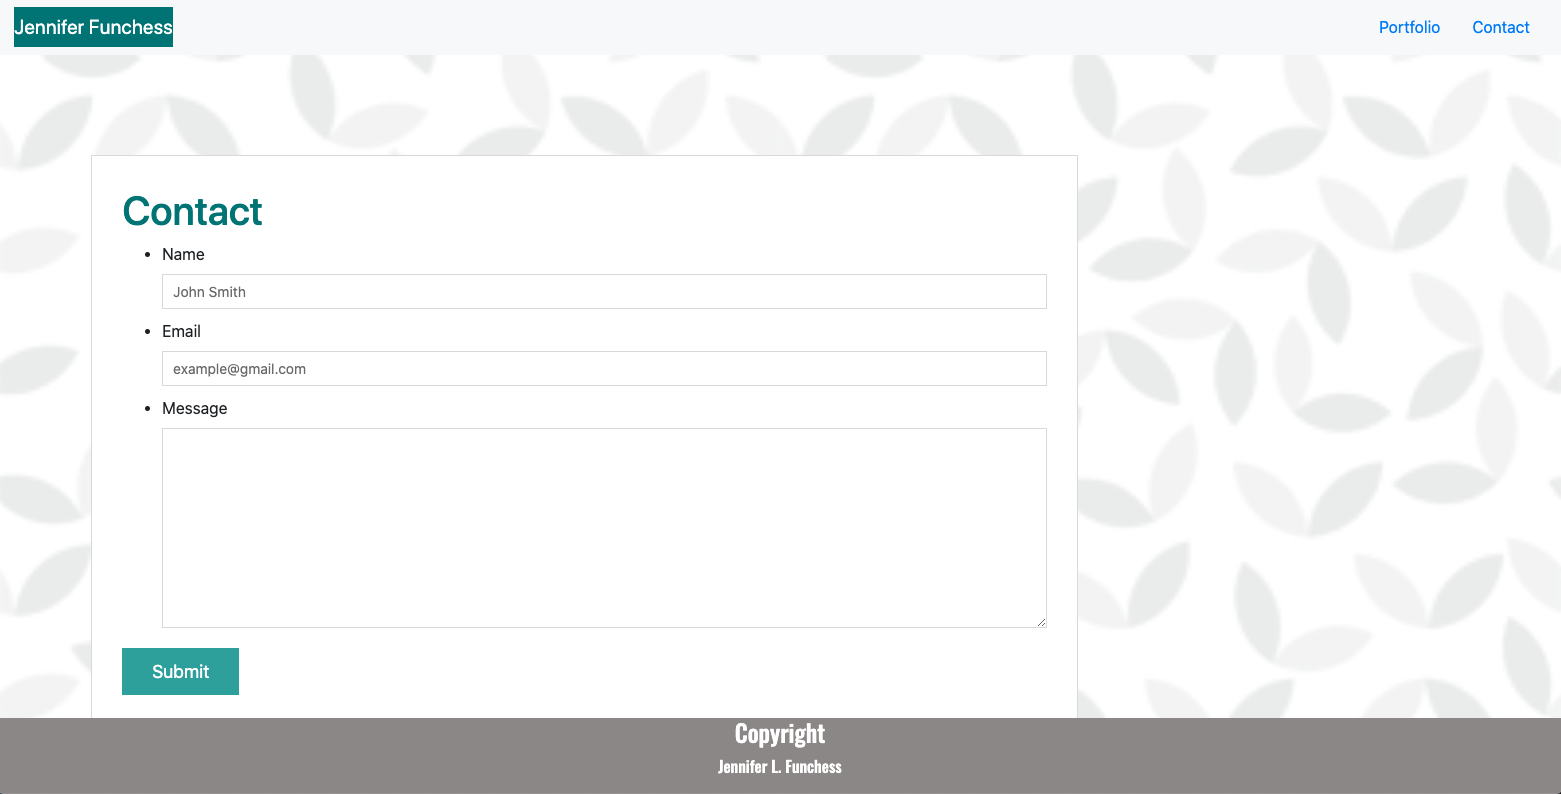 Jennifer Funchess
Portfolio
Contact
Contact
Name
John Smith
Email
example@gmail.com
Message
Submit
Copyright
Jennifer L. Funchess